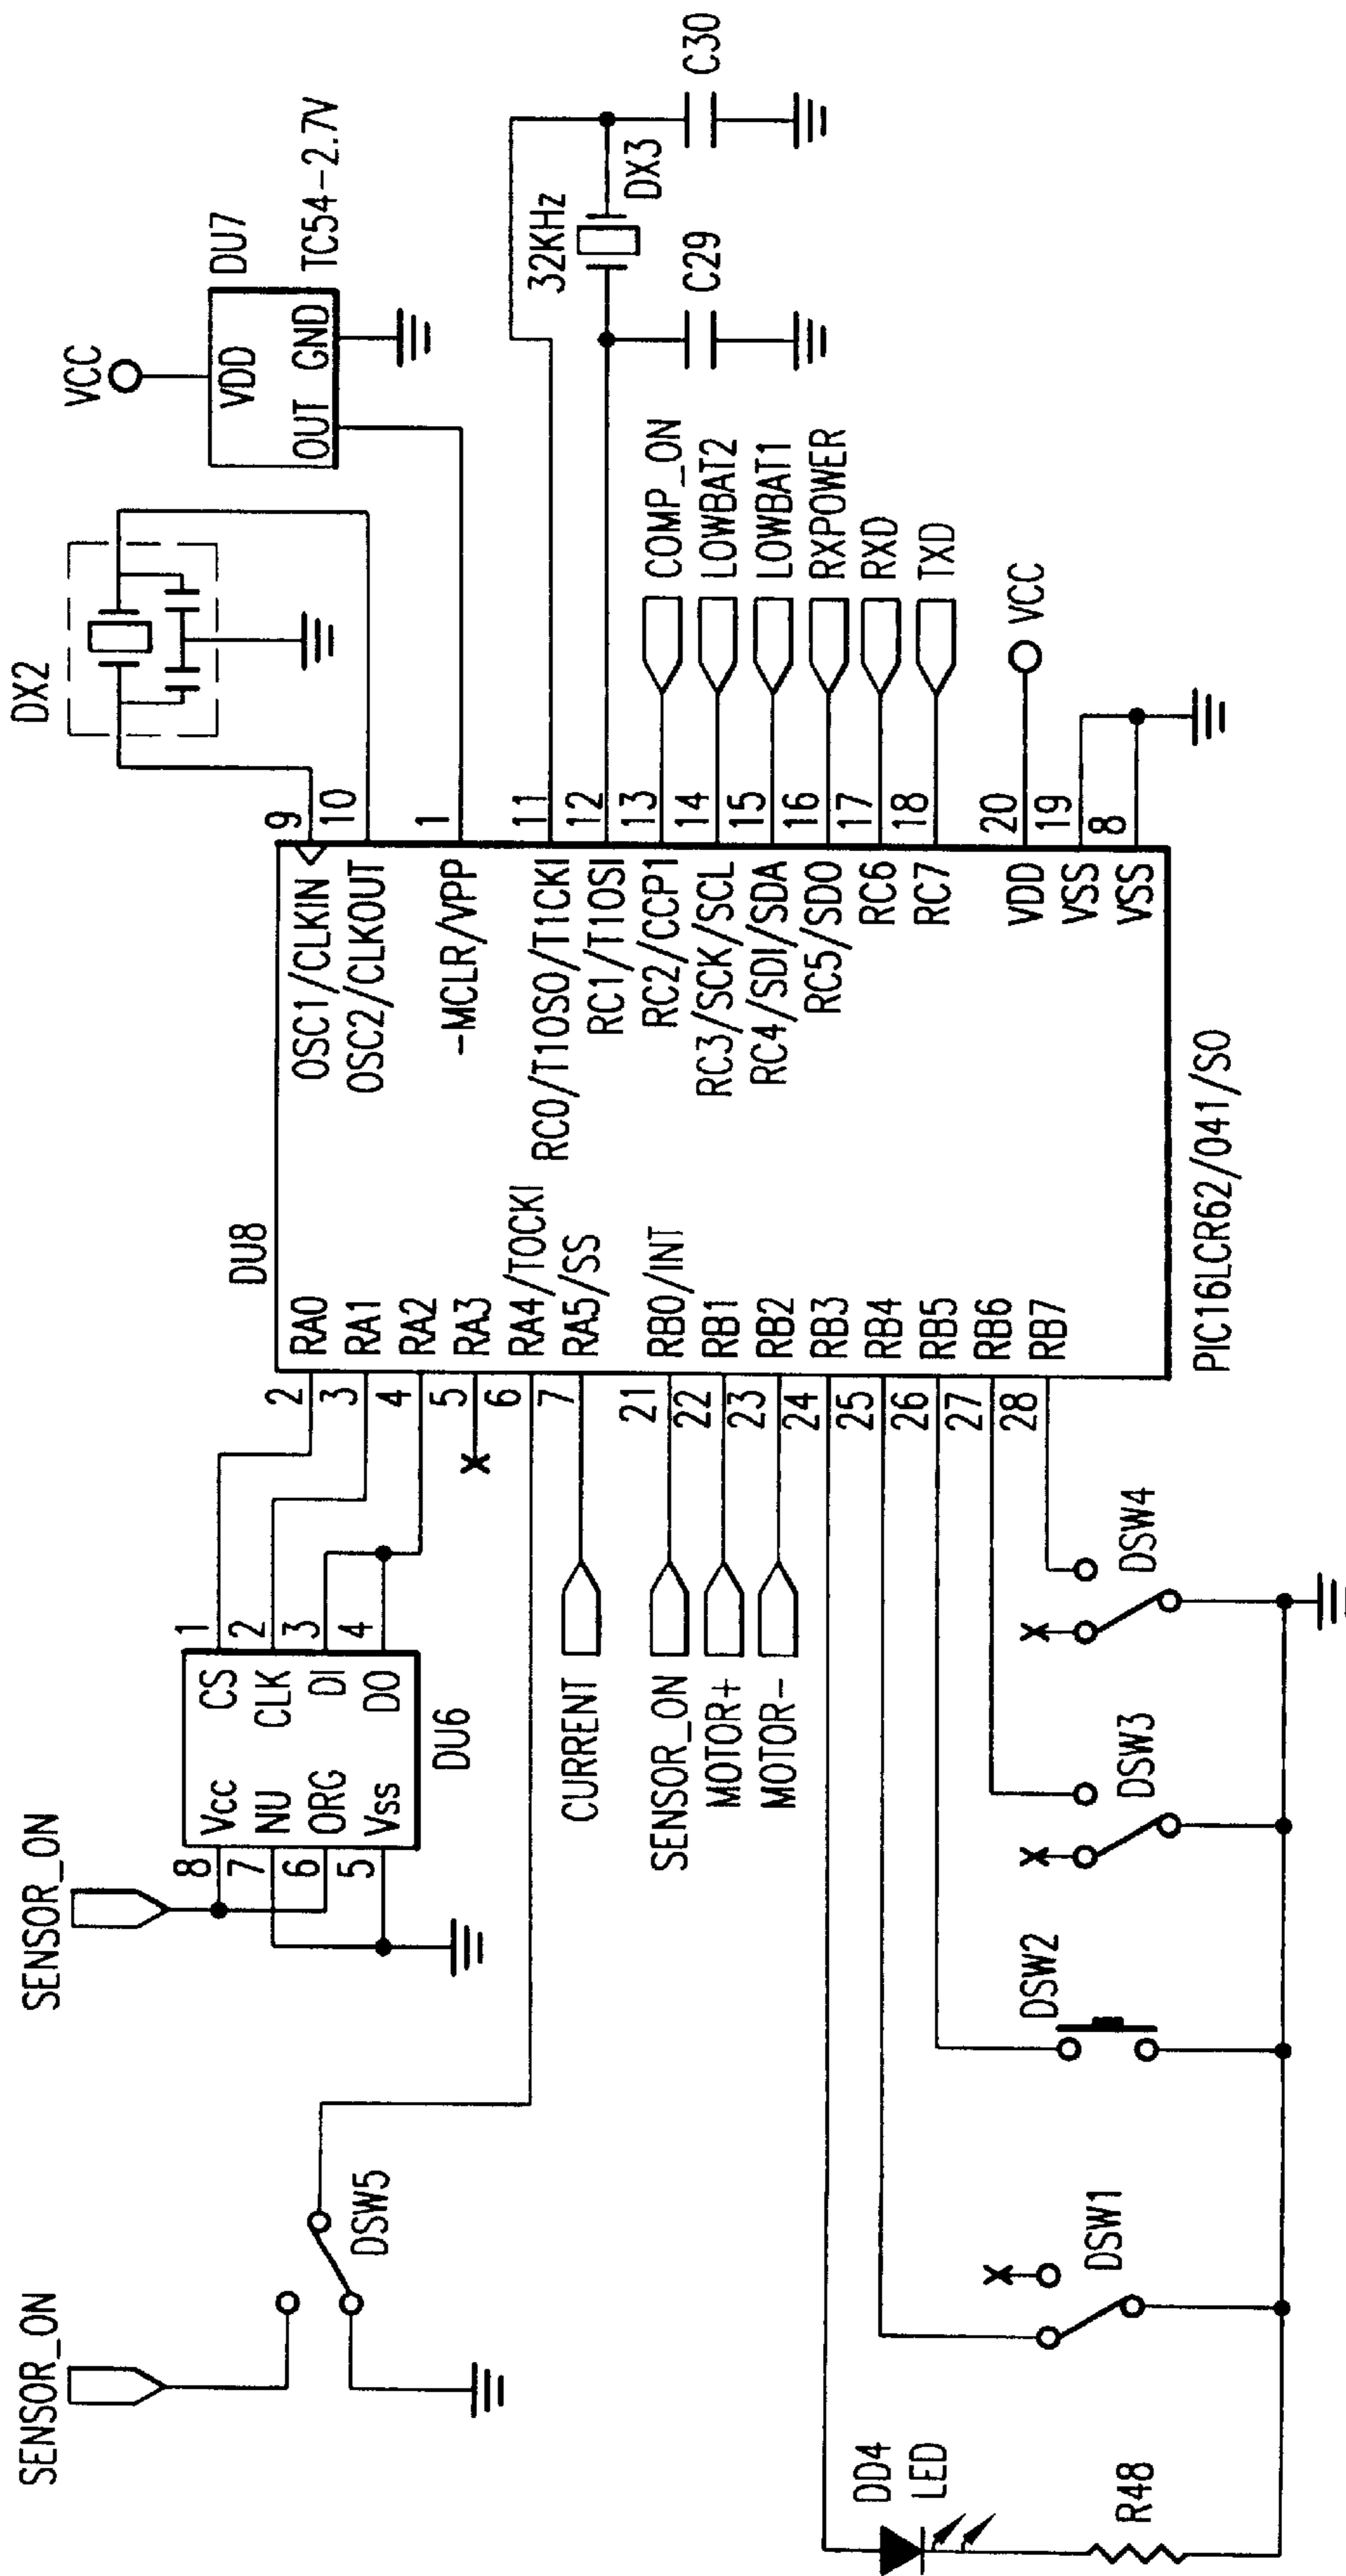 SENSOR_ON
SENSOR_ON
DSW5
8
7
6
5
Vcc
NU
ORG
Vss
CS
CLK
DI
DO
1
2
3
4
DU6
CURRENT
SENSOR_ON
MOTOR+
MOTOR-
DD4
LED
R48
DSW1
DSW2
DSW3
DSW4
DU8
2
3
4
5
6
7
21
22
23
24
25
26
27
28
RA0
RA1
RA2
RA3
RA4/TOCKI
RA5/SS
RB0/INT
RB1
RB2
RB3
RB4
RB5
RB6
RB7
OSC1/CLKIN
OSC2/CLKOUT
-MCLR/VPP
RC0/T1OSO/T1CKI
RC1/T1OSI
RC2/CCP1
RC3/SCK/SCL
RC4/SDI/SDA
RC5/SDO
RC6
RC7
VDD
VSS
VSS
9
10
1
11
12
13
14
15
16
17
18
20
19
8
PIC16LCR62/041/SO
DX2
VCC
DU7
VDD
OUT GND
TC54-2.7V
32KHz
DX3
C29
C30
COMP_ON
LOWBAT2
LOWBAT1
RXPOWER
RXD
TXD
VCC